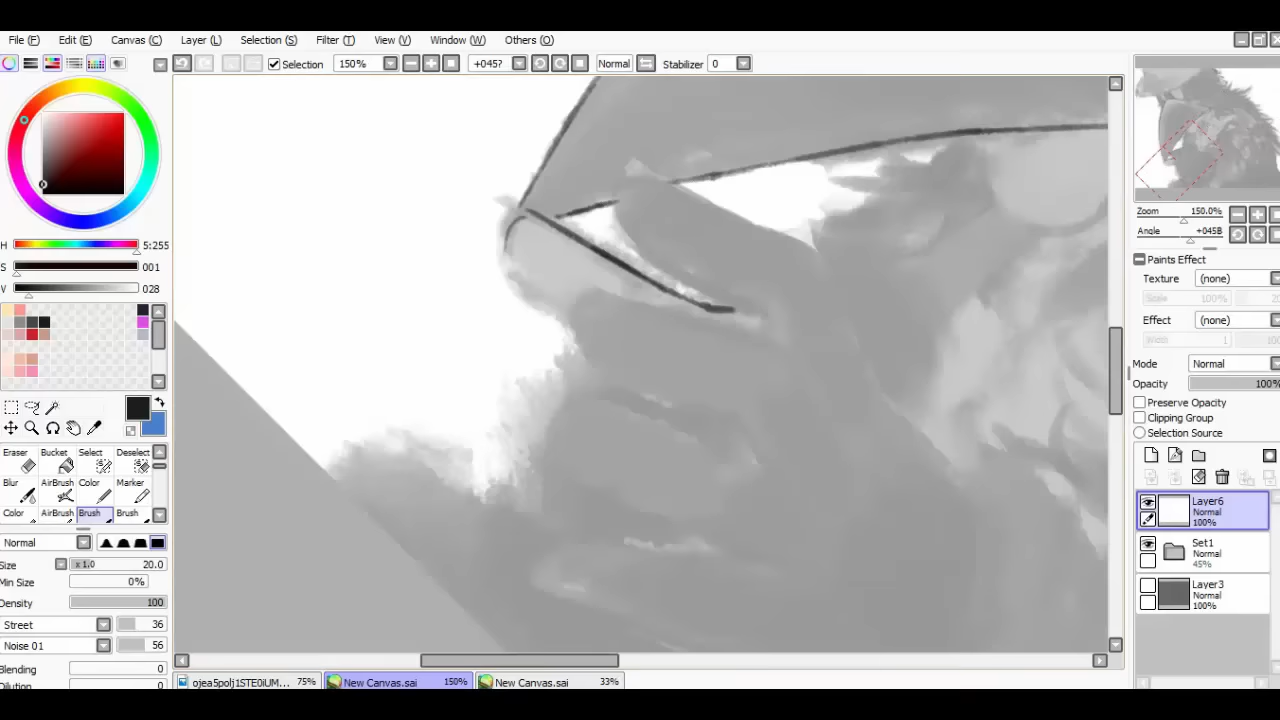 File (F) Edit (E) Canvas (C) Layer (L) Selection (S) Filter (T) View (V) Window (W) Others (O)
Selection 150% +045? Normal Stabilizer 0
Zoom 150.0%
Angle +045B
H 5:255
S 001
V 028
Paints Effect
Texture (none)
Scale 100%
Effect (none)
Width 1
Mode Normal
Opacity 100%
Preserve Opacity
Clipping Group
Selection Source
Eraser Bucket Select Deselect
Blur AirBrush Color Marker
Color AirBrush Brush Brush
Normal
Size x 1.0 20.0
Min Size 0%
Density 100
Street 36
Noise 01 56
Blending 0
Dilution 0
Layer6
Normal
100%
Set1
Normal
45%
Layer3
Normal
100%
New Canvas.sai 150% New Canvas.sai 33%
75%